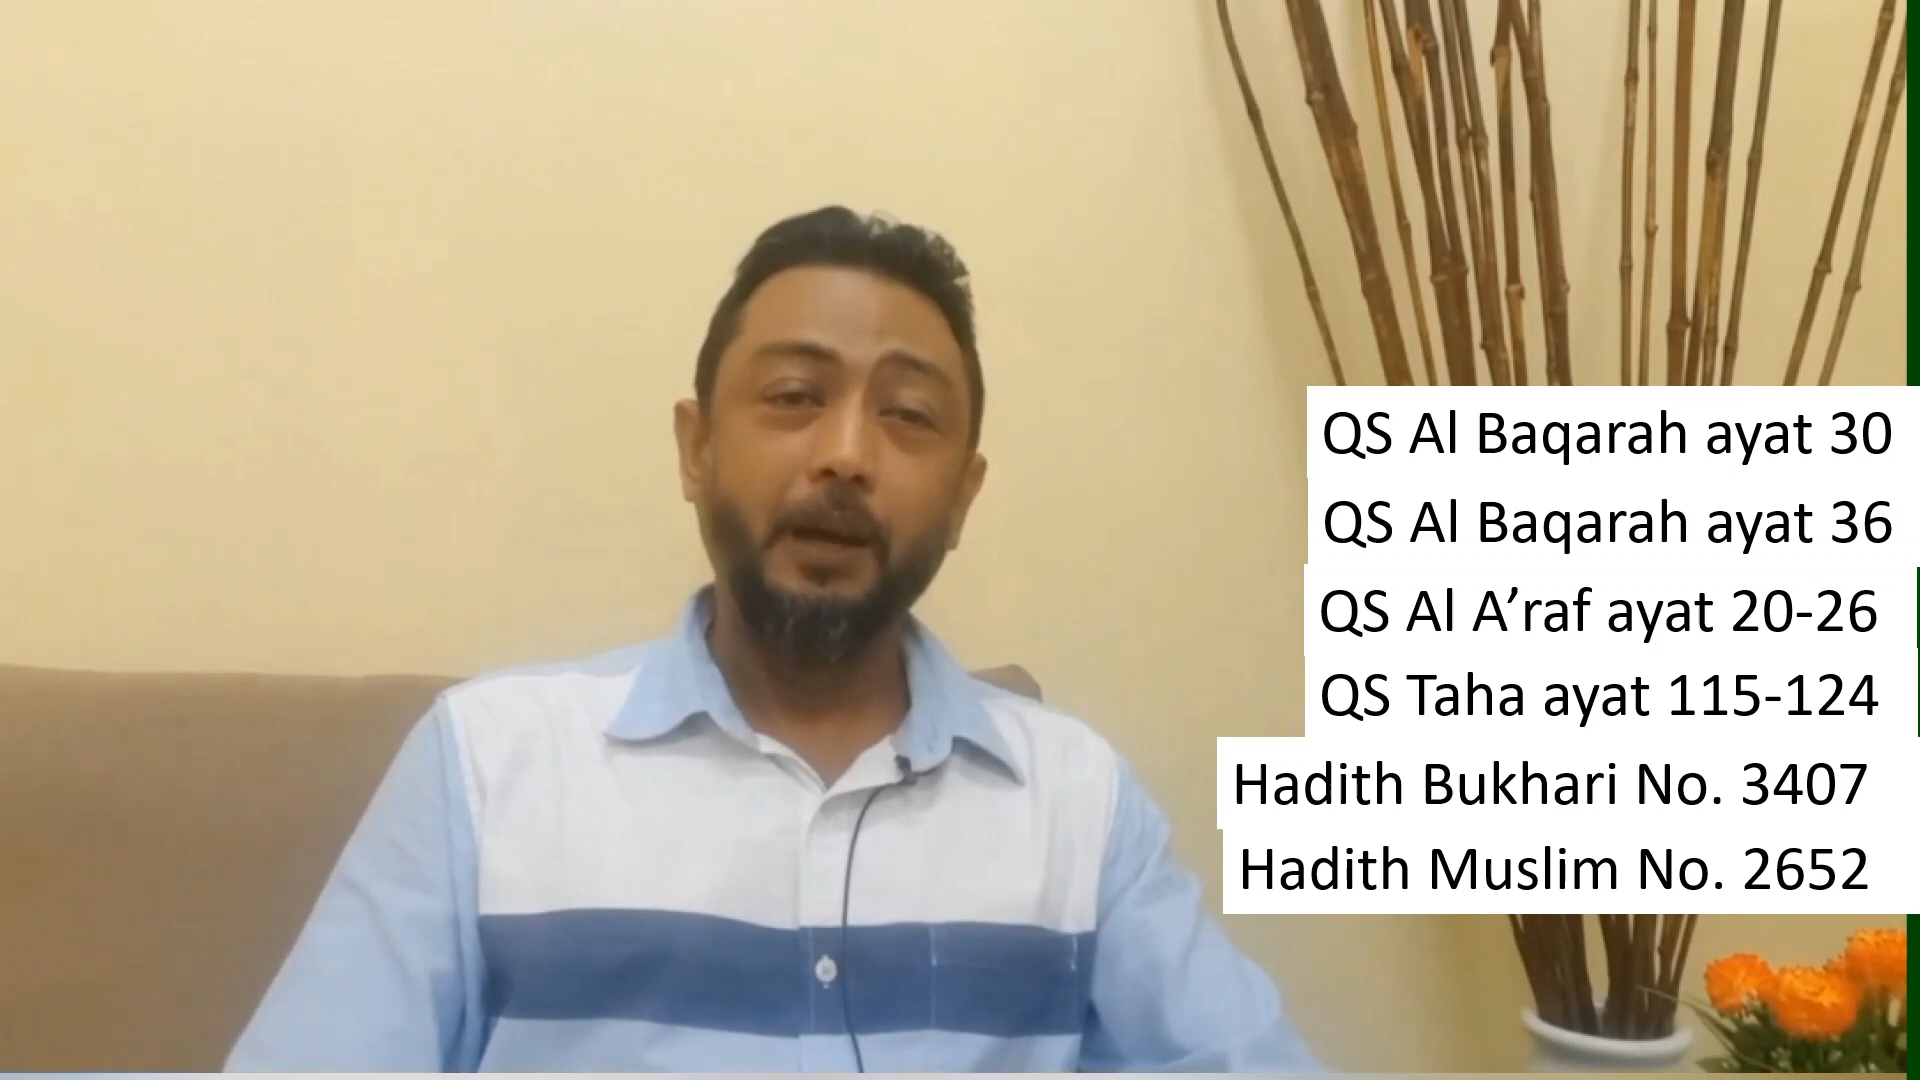 QS Al Baqarah ayat 30
QS Al Baqarah ayat 36
QS Al A’raf ayat 20-26
QS Taha ayat 115-124
Hadith Bukhari No. 3407
Hadith Muslim No. 2652